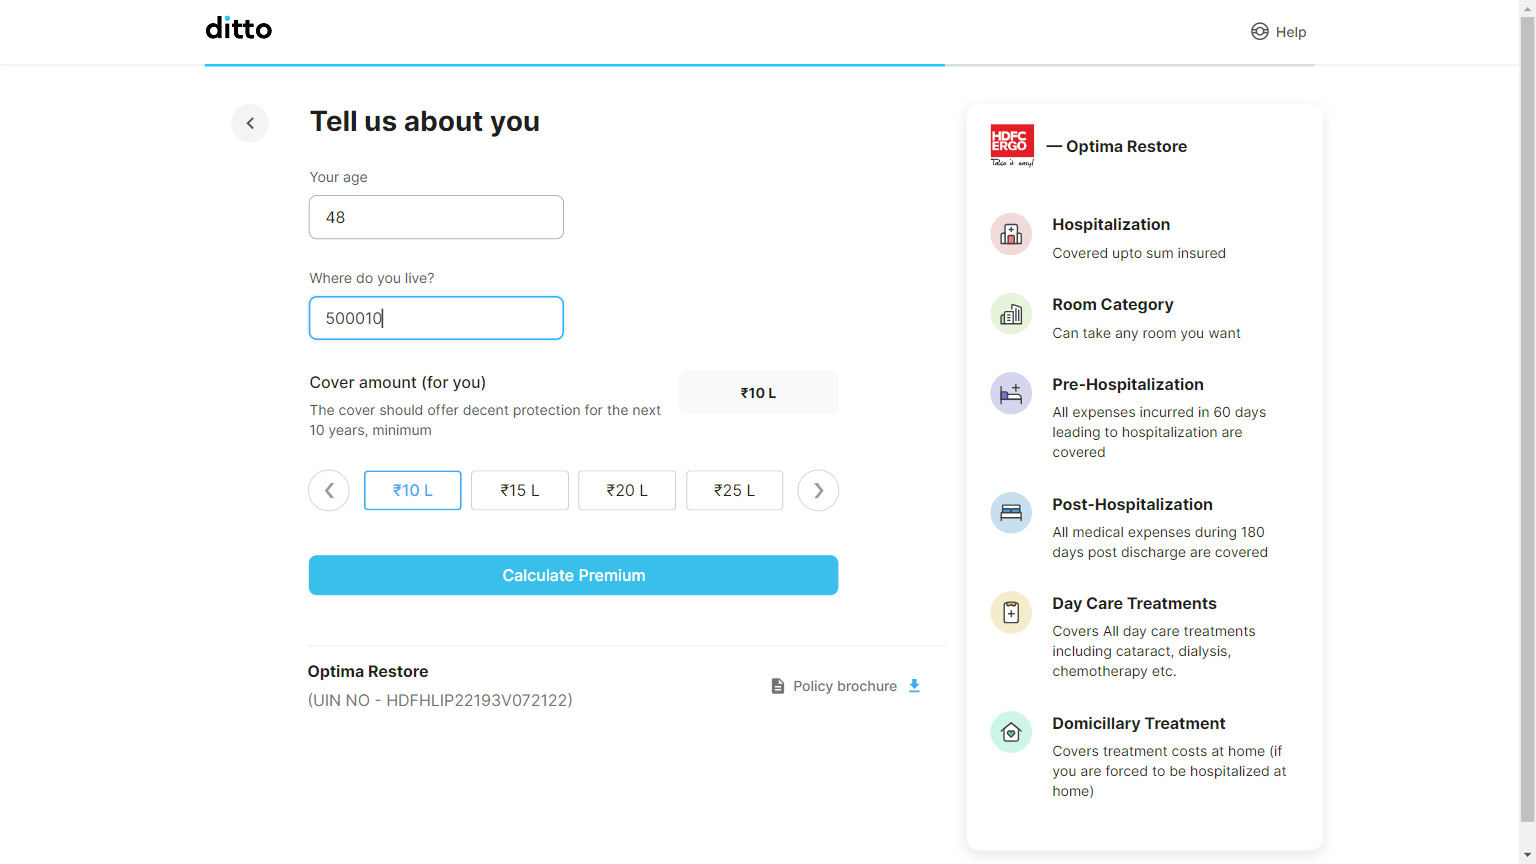 ditto
Help
Tell us about you
Your age
48
Where do you live?
500010
Cover amount (for you)
The cover should offer decent protection for the next
10 years, minimum
₹10 L
₹10 L
₹15 L
₹20 L
₹25 L
Calculate Premium
Optima Restore
(UIN NO - HDFHLIP22193V072122)
Policy brochure
HDFC
ERGO
Take it easy!
— Optima Restore
Hospitalization
Covered upto sum insured
Room Category
Can take any room you want
Pre-Hospitalization
All expenses incurred in 60 days
leading to hospitalization are
covered
Post-Hospitalization
All medical expenses during 180
days post discharge are covered
Day Care Treatments
Covers All day care treatments
including cataract, dialysis,
chemotherapy etc.
Domicillary Treatment
Covers treatment costs at home (if
you are forced to be hospitalized at
home)